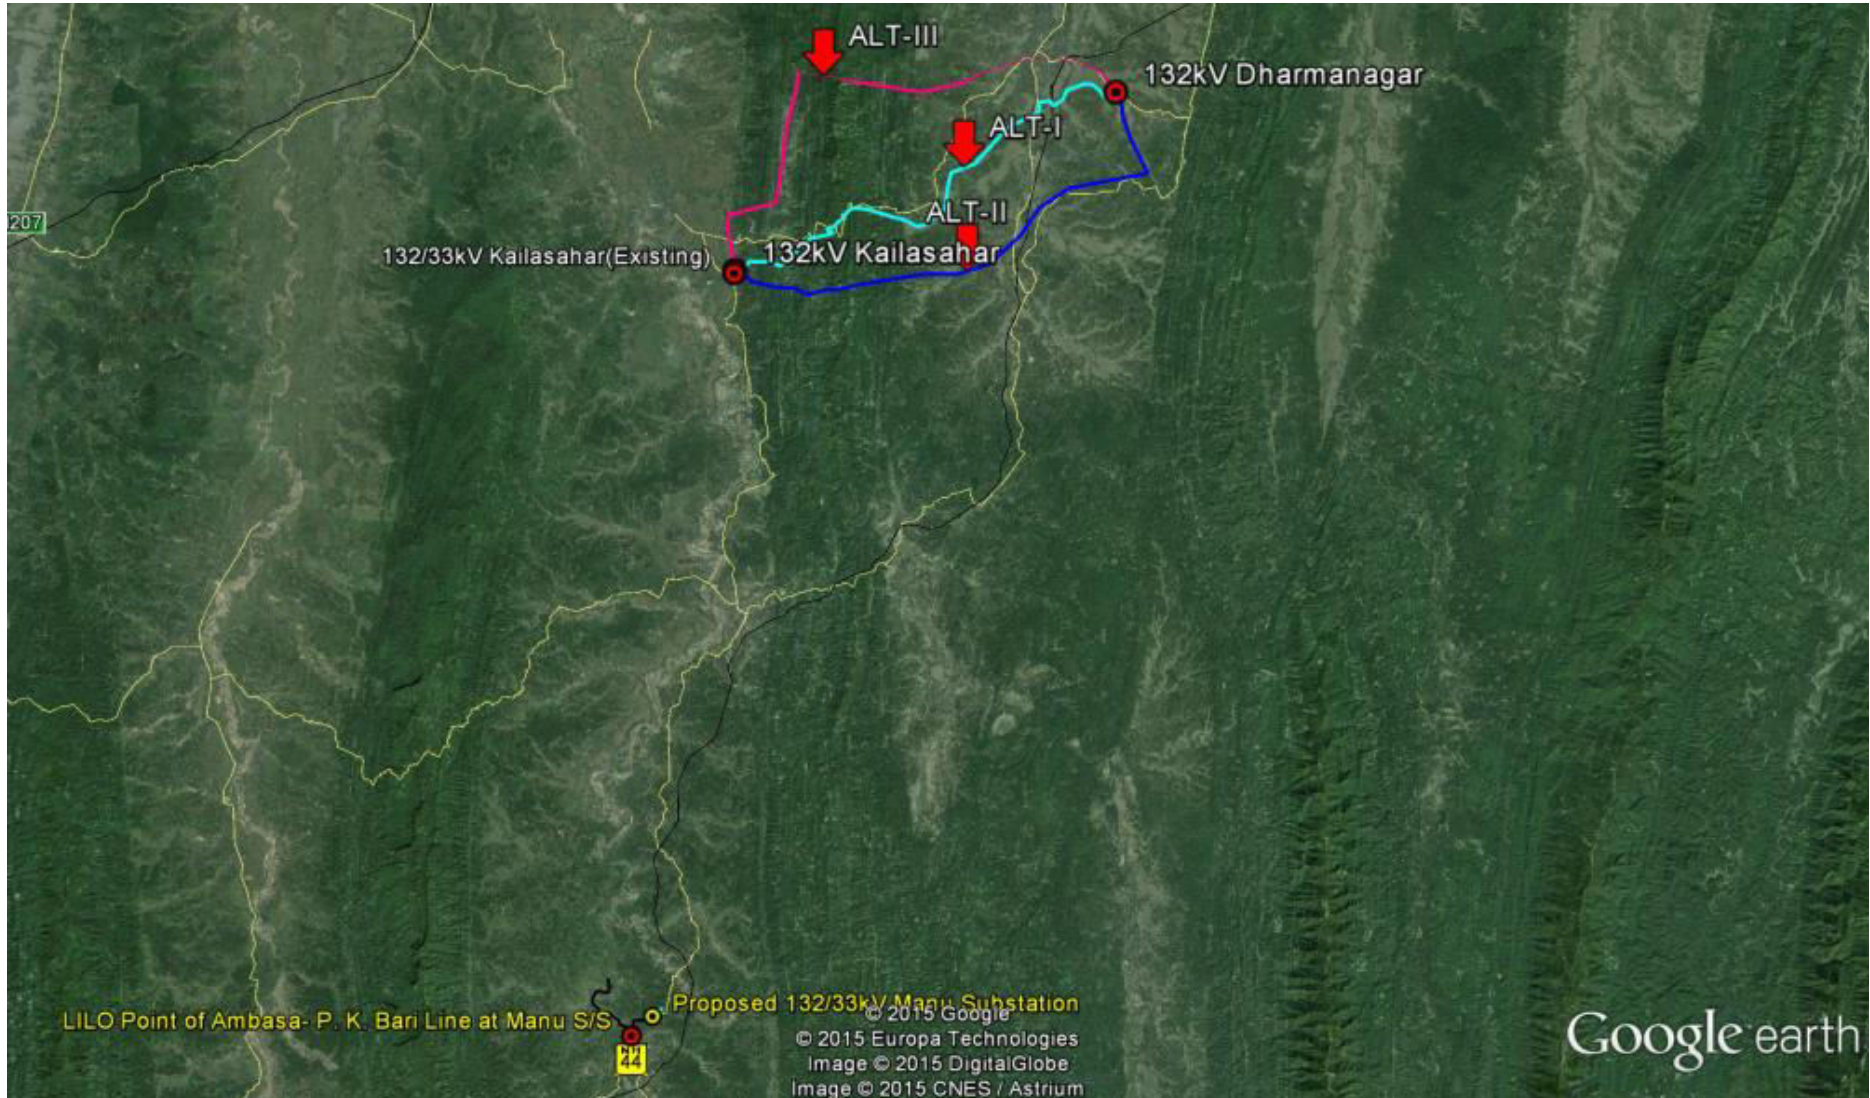 ALT-III
132kV Dharmanagar
ALT-I
207
ALT-II
132/33kV Kailasahar(Existing)
132kV Kailasahar
Proposed 132/33kV Manu Substation
LILO Point of Ambasa- P. K. Bari Line at Manu S/S
© 2015 Google
© 2015 Europa Technologies
Image © 2015 DigitalGlobe
Image © 2015 CNES / Astrium
Google earth
44